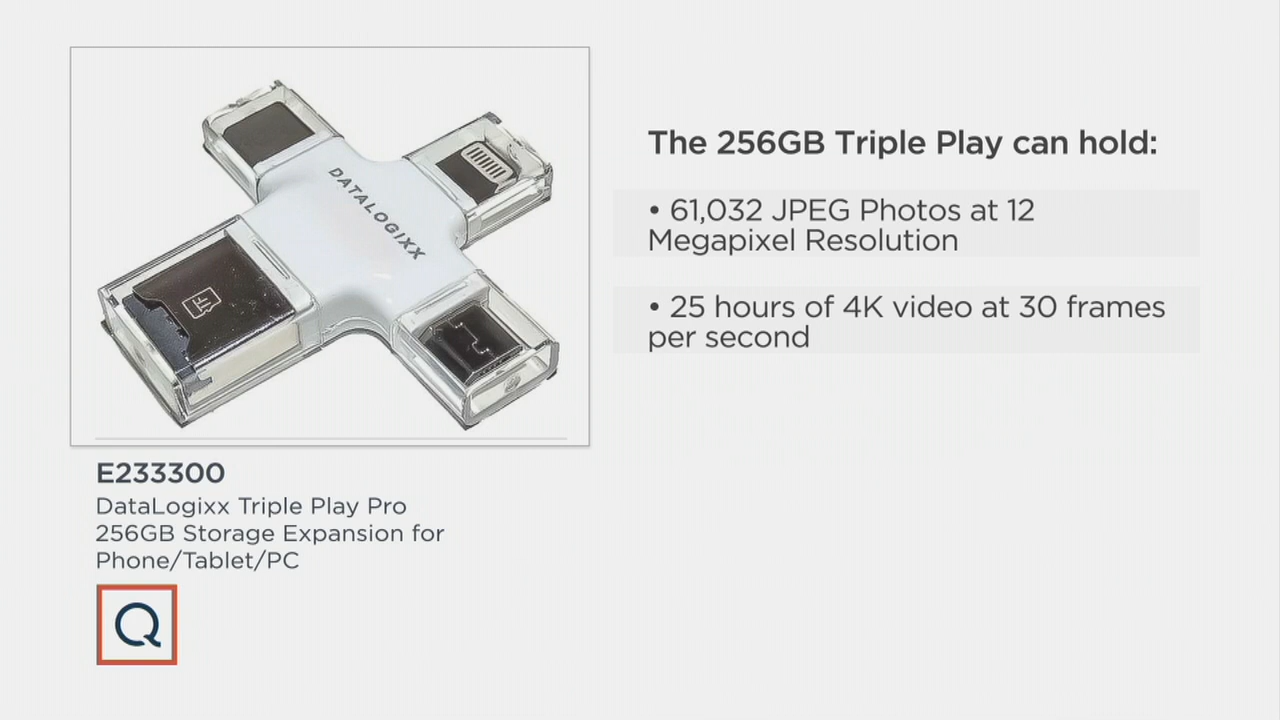 DATALOGIXX
The 256GB Triple Play can hold:
• 61,032 JPEG Photos at 12
Megapixel Resolution
• 25 hours of 4K video at 30 frames
per second
E233300
DataLogixx Triple Play Pro
256GB Storage Expansion for
Phone/Tablet/PC
Q